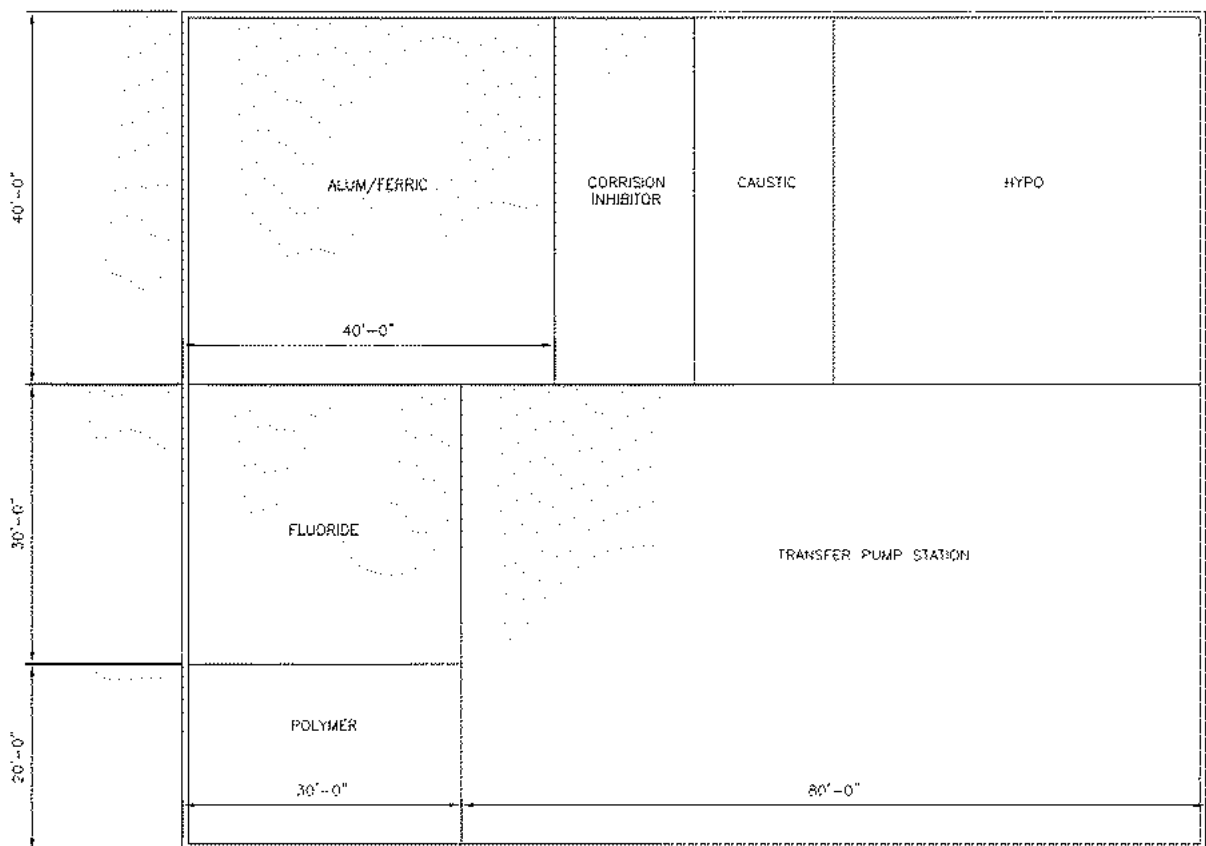 40'-0"
ALUM/FERRIC
CORRISION
INHIBITOR
CAUSTIC
HYPO
40'-0"
30'-0"
FLUORIDE
TRANSFER PUMP STATION
20'-0"
POLYMER
30'-0"
80'-0"